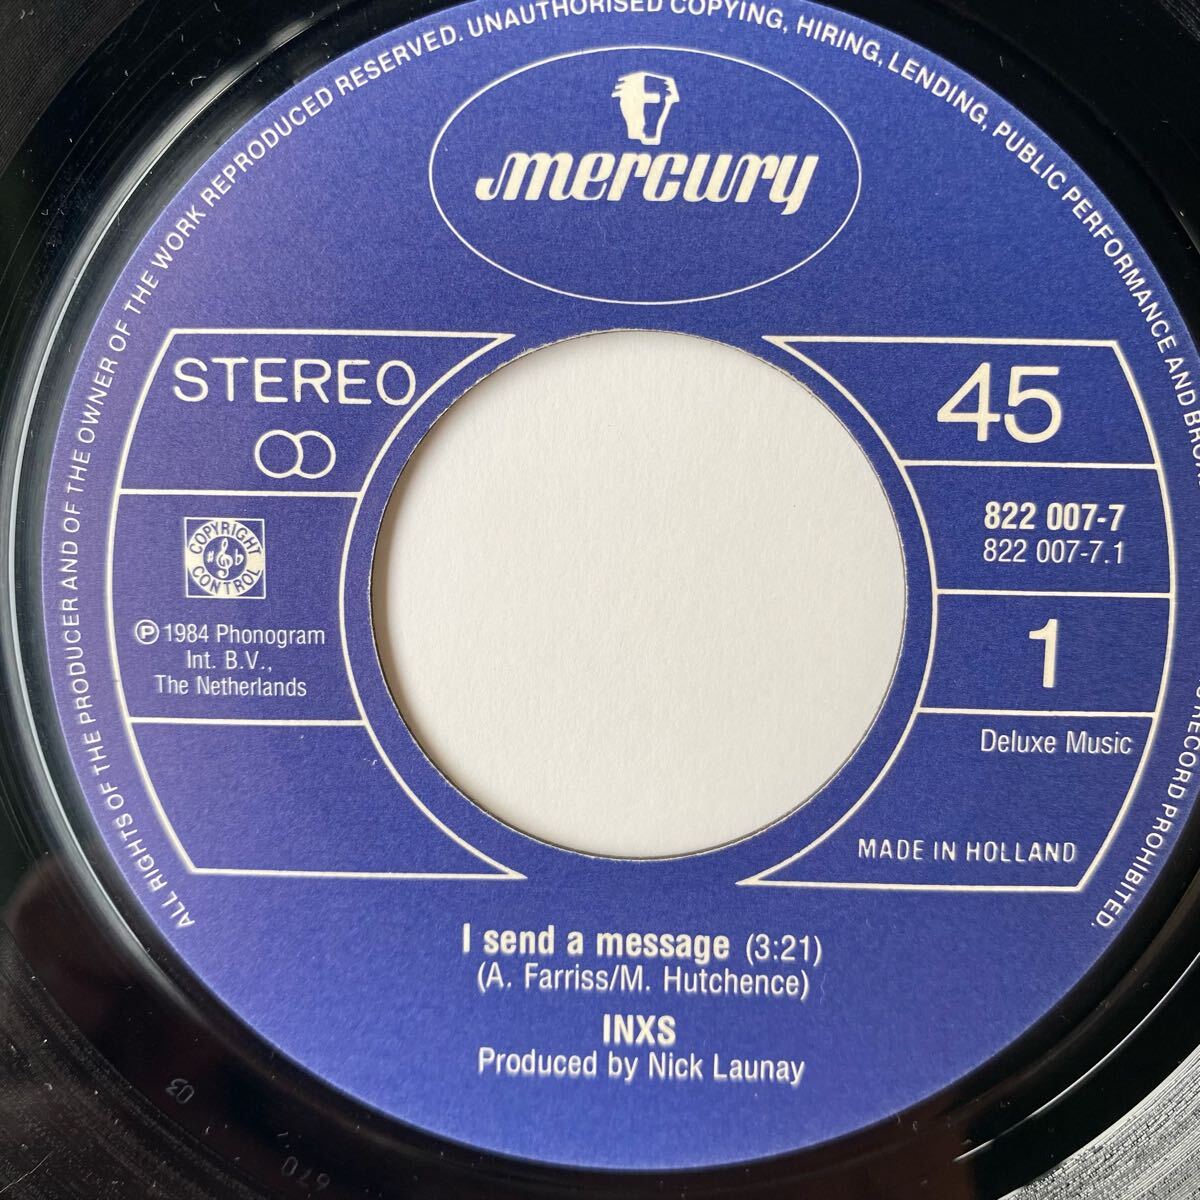 ALL RIGHTS OF THE PRODUCER AND OF THE OWNER OF THE WORK REPRODUCED RESERVED. UNAUTHORISED COPYING, HIRING, LENDING, PUBLIC PERFORMANCE AND RECORD PROHIBITED.
mercury
STEREO
45
822 007-7
822 007-7.1
COPYRIGHT
CONTROL
℗ 1984 Phonogram
Int. B.V.,
The Netherlands
1
Deluxe Music
MADE IN HOLLAND
I send a message (3:21)
(A. Farriss/M. Hutchence)
INXS
Produced by Nick Launay
03
670